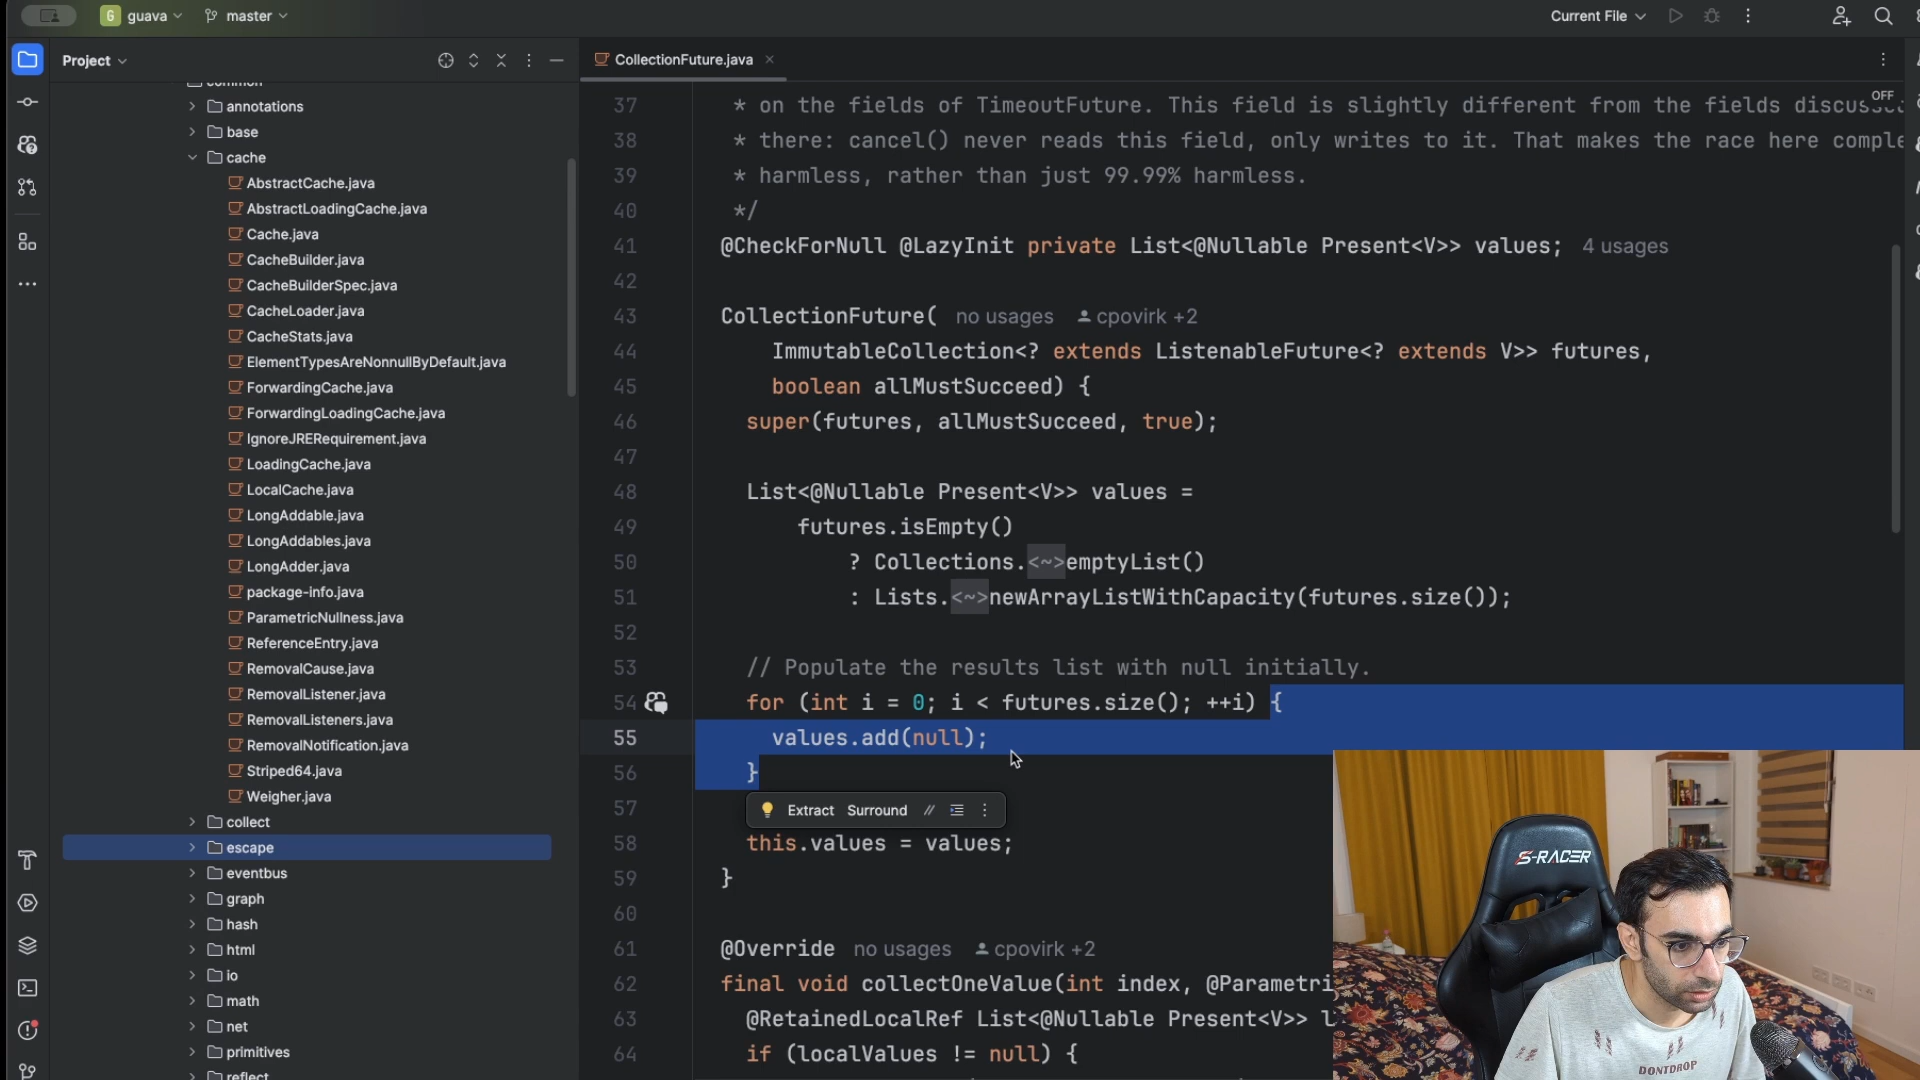 G guava master Current File
Project
CollectionFuture.java
OFF
common
annotations
base
cache
AbstractCache.java
AbstractLoadingCache.java
Cache.java
CacheBuilder.java
CacheBuilderSpec.java
CacheLoader.java
CacheStats.java
ElementTypesAreNonnullByDefault.java
ForwardingCache.java
ForwardingLoadingCache.java
IgnoreJRERequirement.java
LoadingCache.java
LocalCache.java
LongAddable.java
LongAddables.java
LongAdder.java
package-info.java
ParametricNullness.java
ReferenceEntry.java
RemovalCause.java
RemovalListener.java
RemovalListeners.java
RemovalNotification.java
Striped64.java
Weigher.java
collect
escape
eventbus
graph
hash
html
io
math
net
primitives
reflect
37 * on the fields of TimeoutFuture. This field is slightly different from the fields discuss
38 * there: cancel() never reads this field, only writes to it. That makes the race here comple
39 * harmless, rather than just 99.99% harmless.
40 */
41 @CheckForNull @LazyInit private List<@Nullable Present<V>> values; 4 usages
42
43 CollectionFuture( no usages cpovirk +2
44 ImmutableCollection<? extends ListenableFuture<? extends V>> futures,
45 boolean allMustSucceed) {
46 super(futures, allMustSucceed, true);
47
48 List<@Nullable Present<V>> values =
49 futures.isEmpty()
50 ? Collections.<~>emptyList()
51 : Lists.<~>newArrayListWithCapacity(futures.size());
52
53 // Populate the results list with null initially.
54 for (int i = 0; i < futures.size(); ++i) {
55 values.add(null);
56 }
57 Extract Surround //
58 this.values = values;
59 }
60
61 @Override no usages cpovirk +2
62 final void collectOneValue(int index, @Parametri
63 @RetainedLocalRef List<@Nullable Present<V>> l
64 if (localValues != null) {
S-RACER
DONTDROP